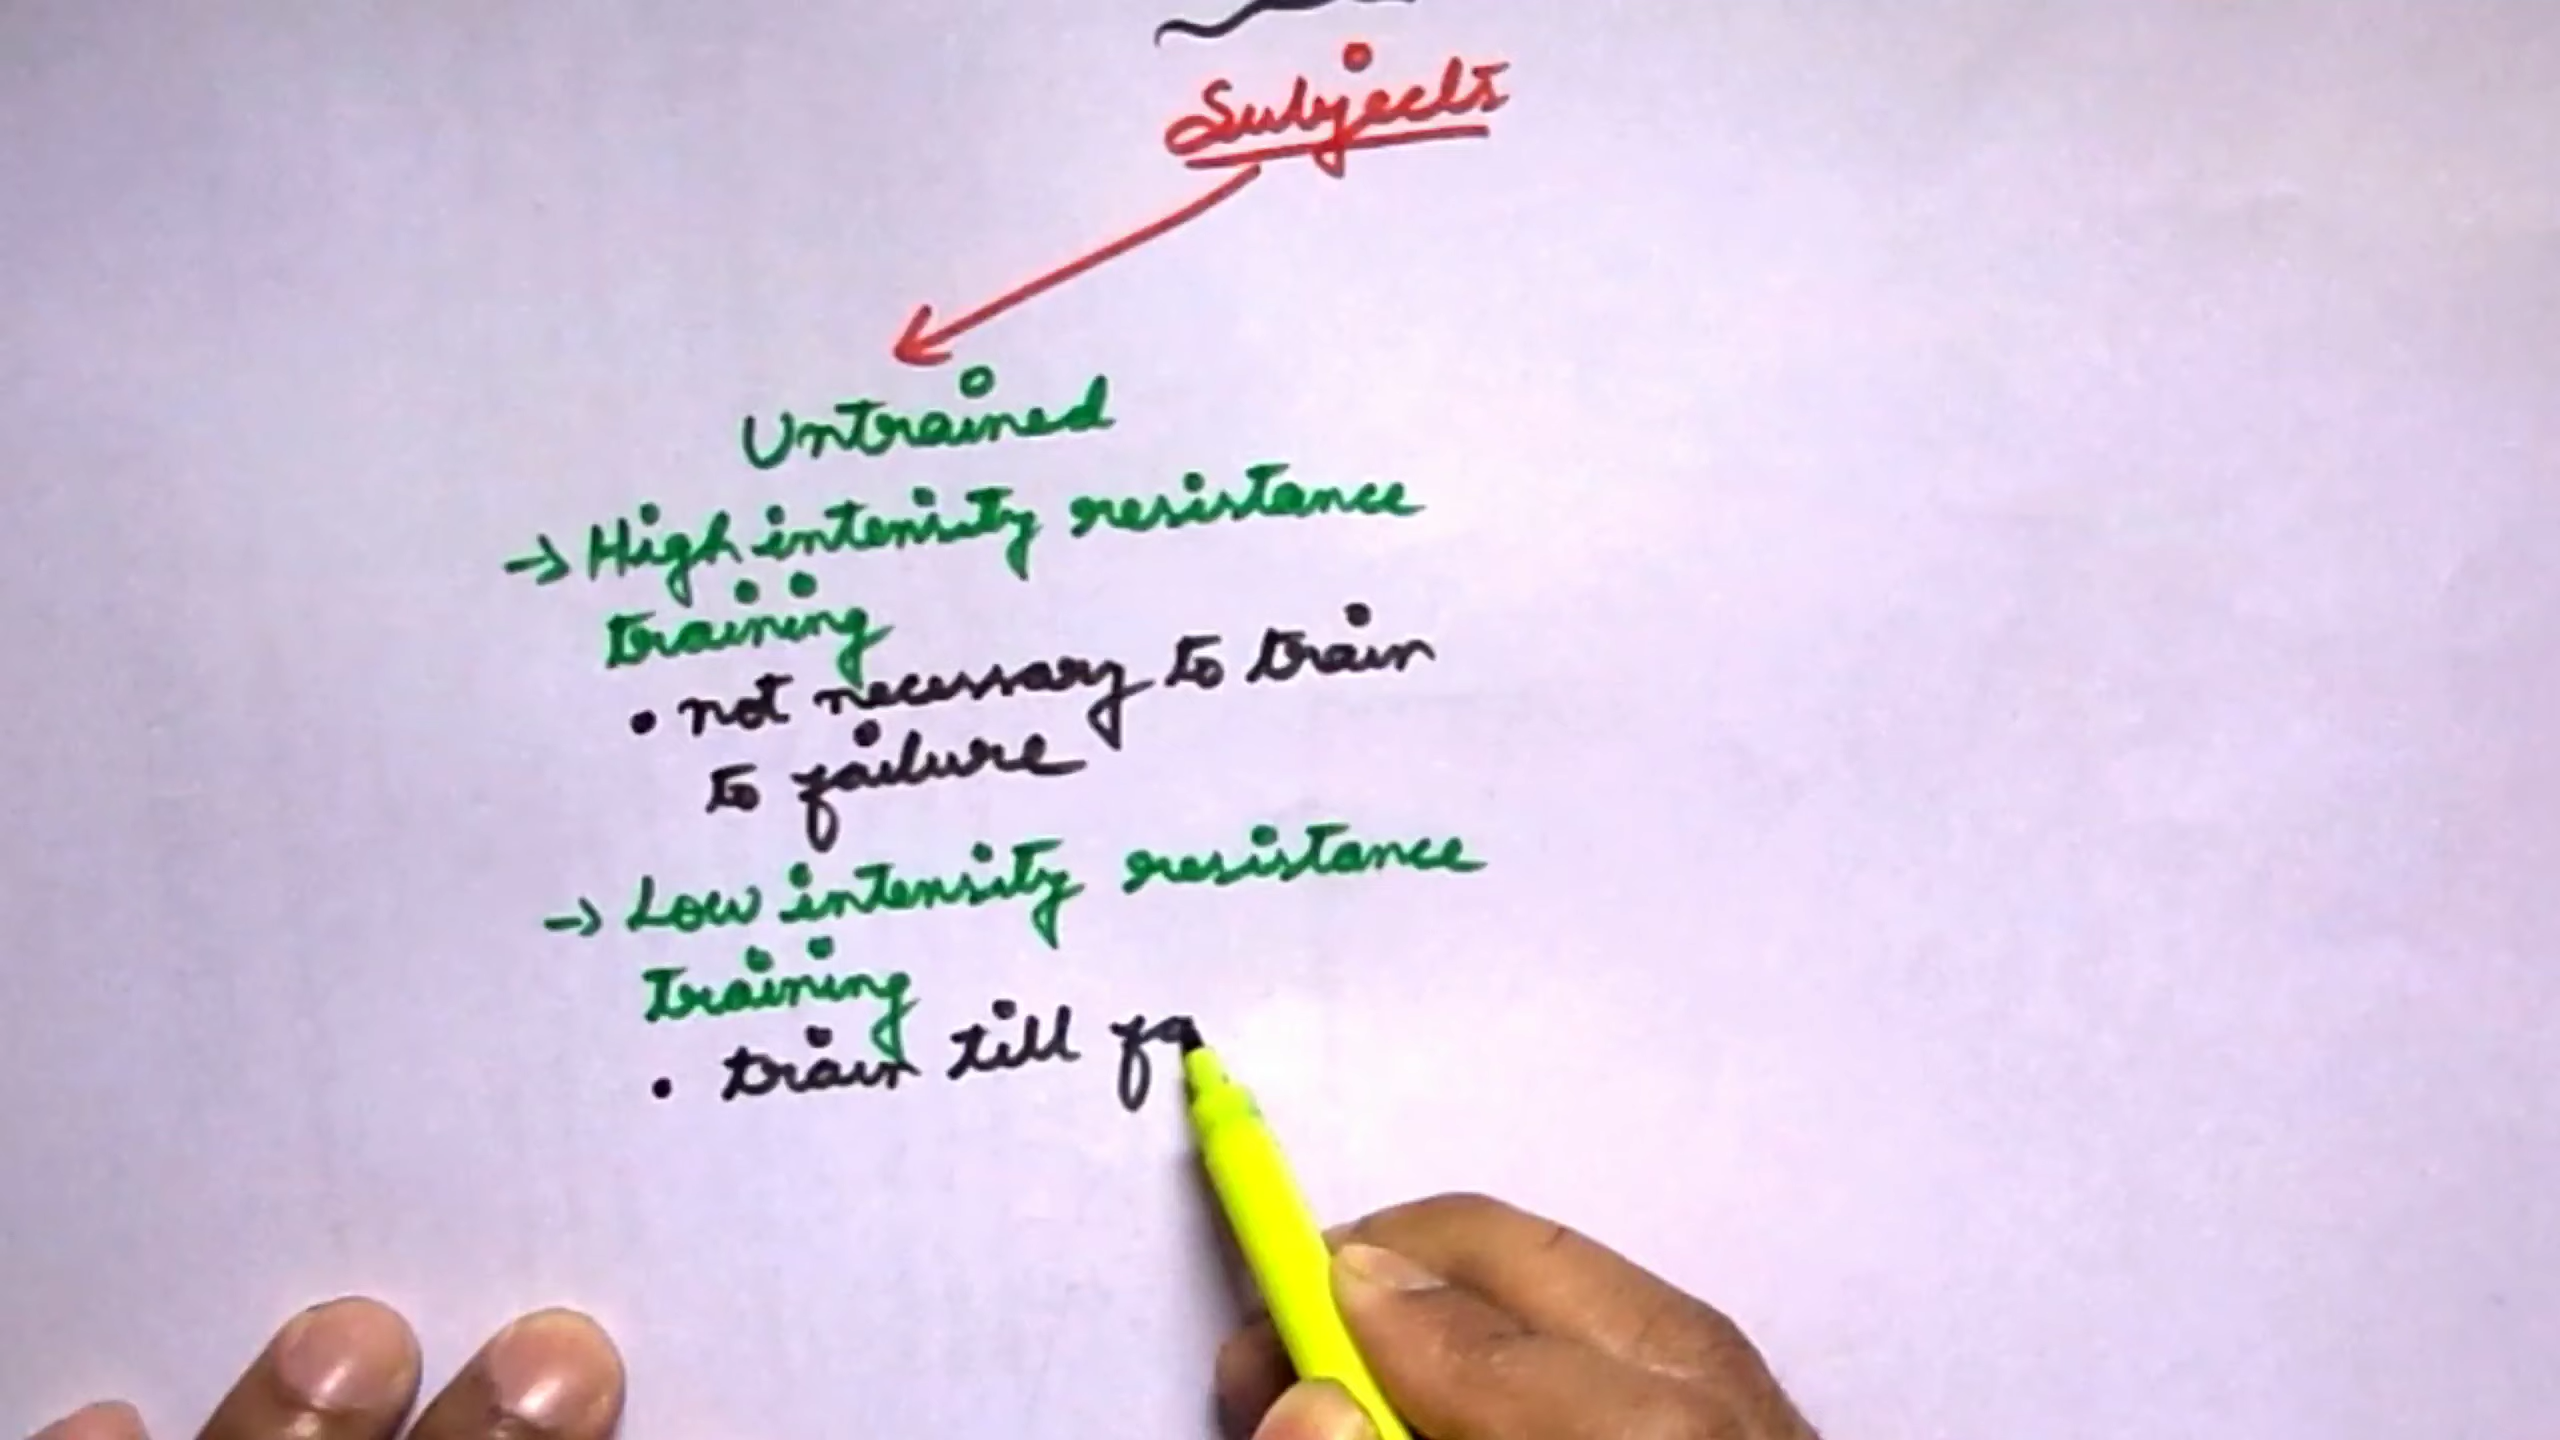 Subjects
Untrained
→ High intensity resistance
training
• not necessary to train
to failure
→ Low intensity resistance
Training
• train till fa